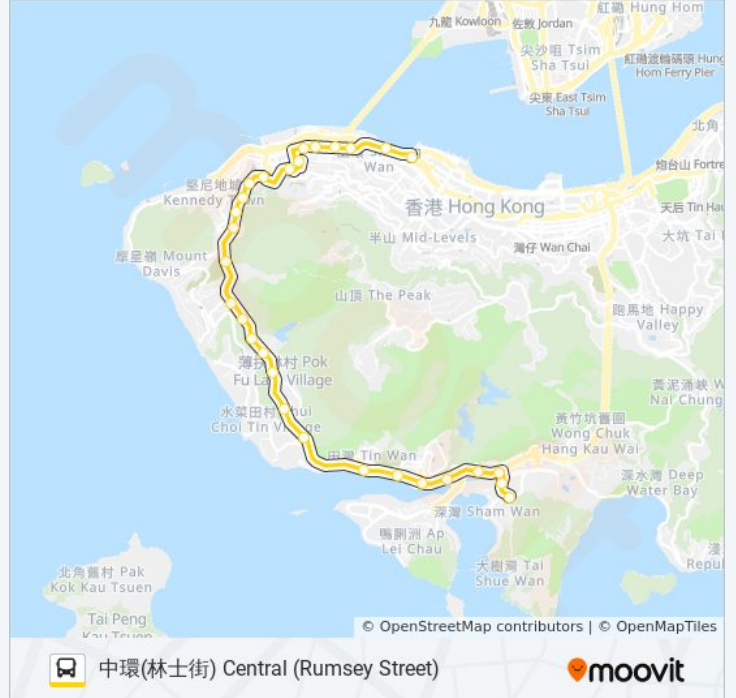 紅磡 Hung Hom
九龍 Kowloon
佐敦 Jordan
尖沙咀 Tsim
Sha Tsui
紅磡渡輪碼頭 Hung
Hom Ferry Pier
尖東 East Tsim
Sha Tsui
北角
Wan
炮台山 Fortre
堅尼地城
Kennedy Town
香港 Hong Kong
天后 Tin Hau
半山 Mid-Levels
大坑 Tai
灣仔 Wan Chai
摩星嶺 Mount
Davis
山頂 The Peak
跑馬地 Happy
Valley
薄扶林村 Pok
Fu Lam Village
黃泥涌峽 W
Nai Chung
水菜田村
Choi Tin Village
黃竹坑舊圍
Wong Chuk
Hang Kau Wai
田灣 Tin Wan
深水灣 Deep
Water Bay
深灣 Sham Wan
鴨脷洲 Ap
Lei Chau
大樹灣 Tai
Shue Wan
淺
Repul
北角舊村 Pak
Kok Kau Tsuen
Tai Peng
Kau Tsuen
© OpenStreetMap contributors | © OpenMapTiles
中環(林士街) Central (Rumsey Street)
moovit